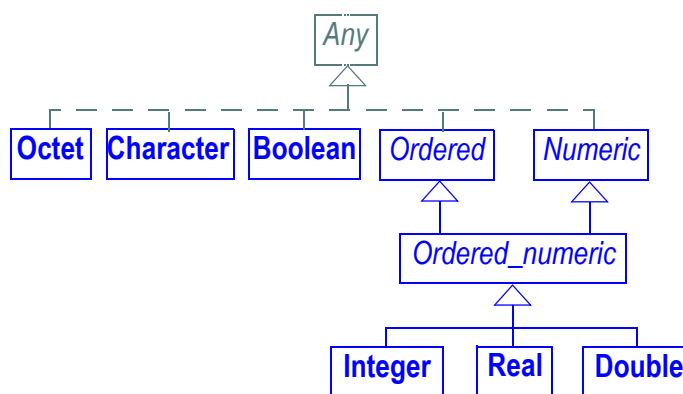 Any
Octet Character Boolean Ordered Numeric
Ordered_numeric
Integer Real Double